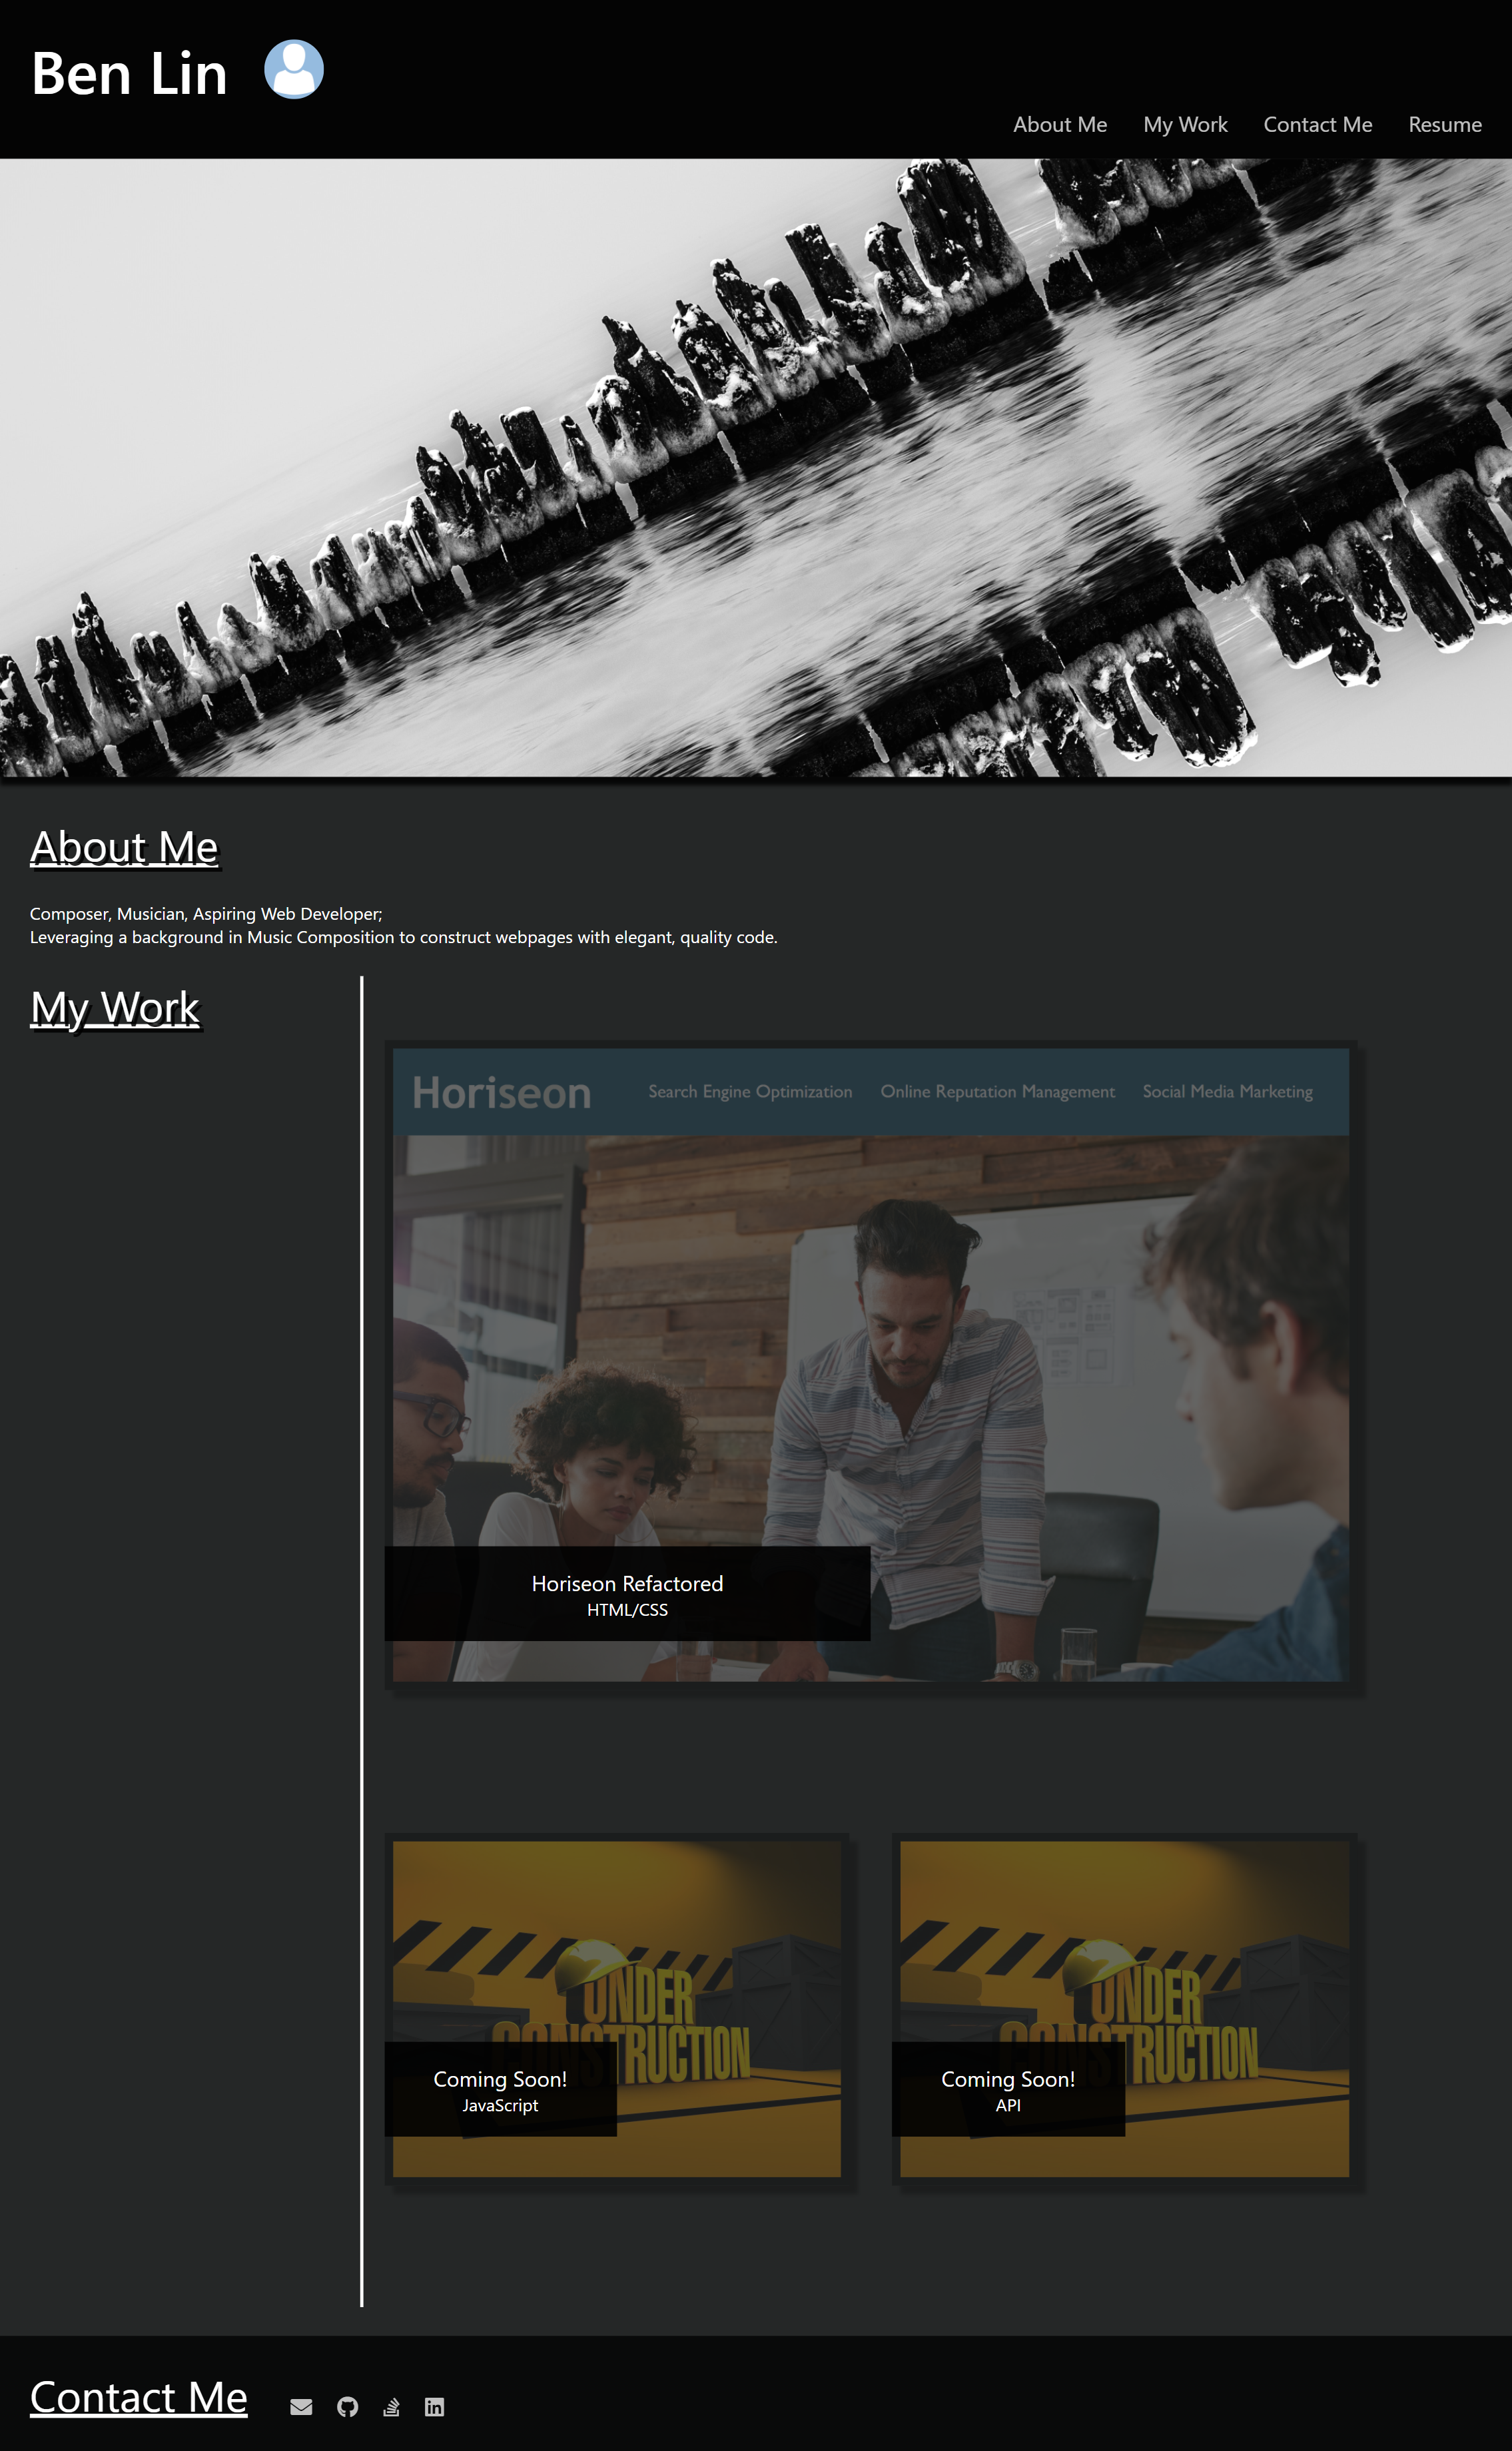 Ben Lin
About Me My Work Contact Me Resume
About Me
Composer, Musician, Aspiring Web Developer;
Leveraging a background in Music Composition to construct webpages with elegant, quality code.
My Work
Horiseon Search Engine Optimization Online Reputation Management Social Media Marketing
Horiseon Refactored
HTML/CSS
UNDER
CONSTRUCTION
Coming Soon!
JavaScript
UNDER
CONSTRUCTION
Coming Soon!
API
Contact Me
in